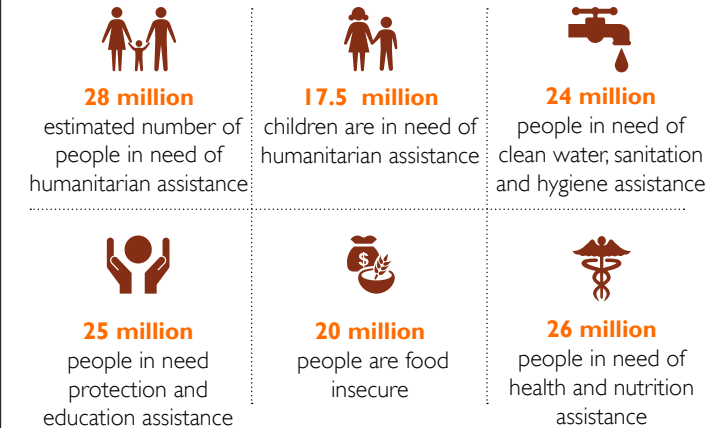 28 million
estimated number of
people in need of
humanitarian assistance
17.5 million
children are in need of
humanitarian assistance
24 million
people in need of
clean water, sanitation
and hygiene assistance
25 million
people in need
protection and
education assistance
$
20 million
people are food
insecure
26 million
people in need of
health and nutrition
assistance